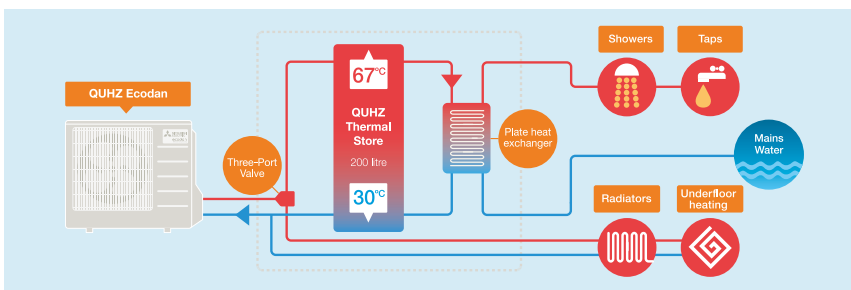 Showers
Taps
67°C
QUHZ Ecodan
QUHZ
Thermal
Store
200 litre
Plate heat
exchanger
Mains
Water
Three-Port
Valve
30°C
Radiators
Underfloor
heating